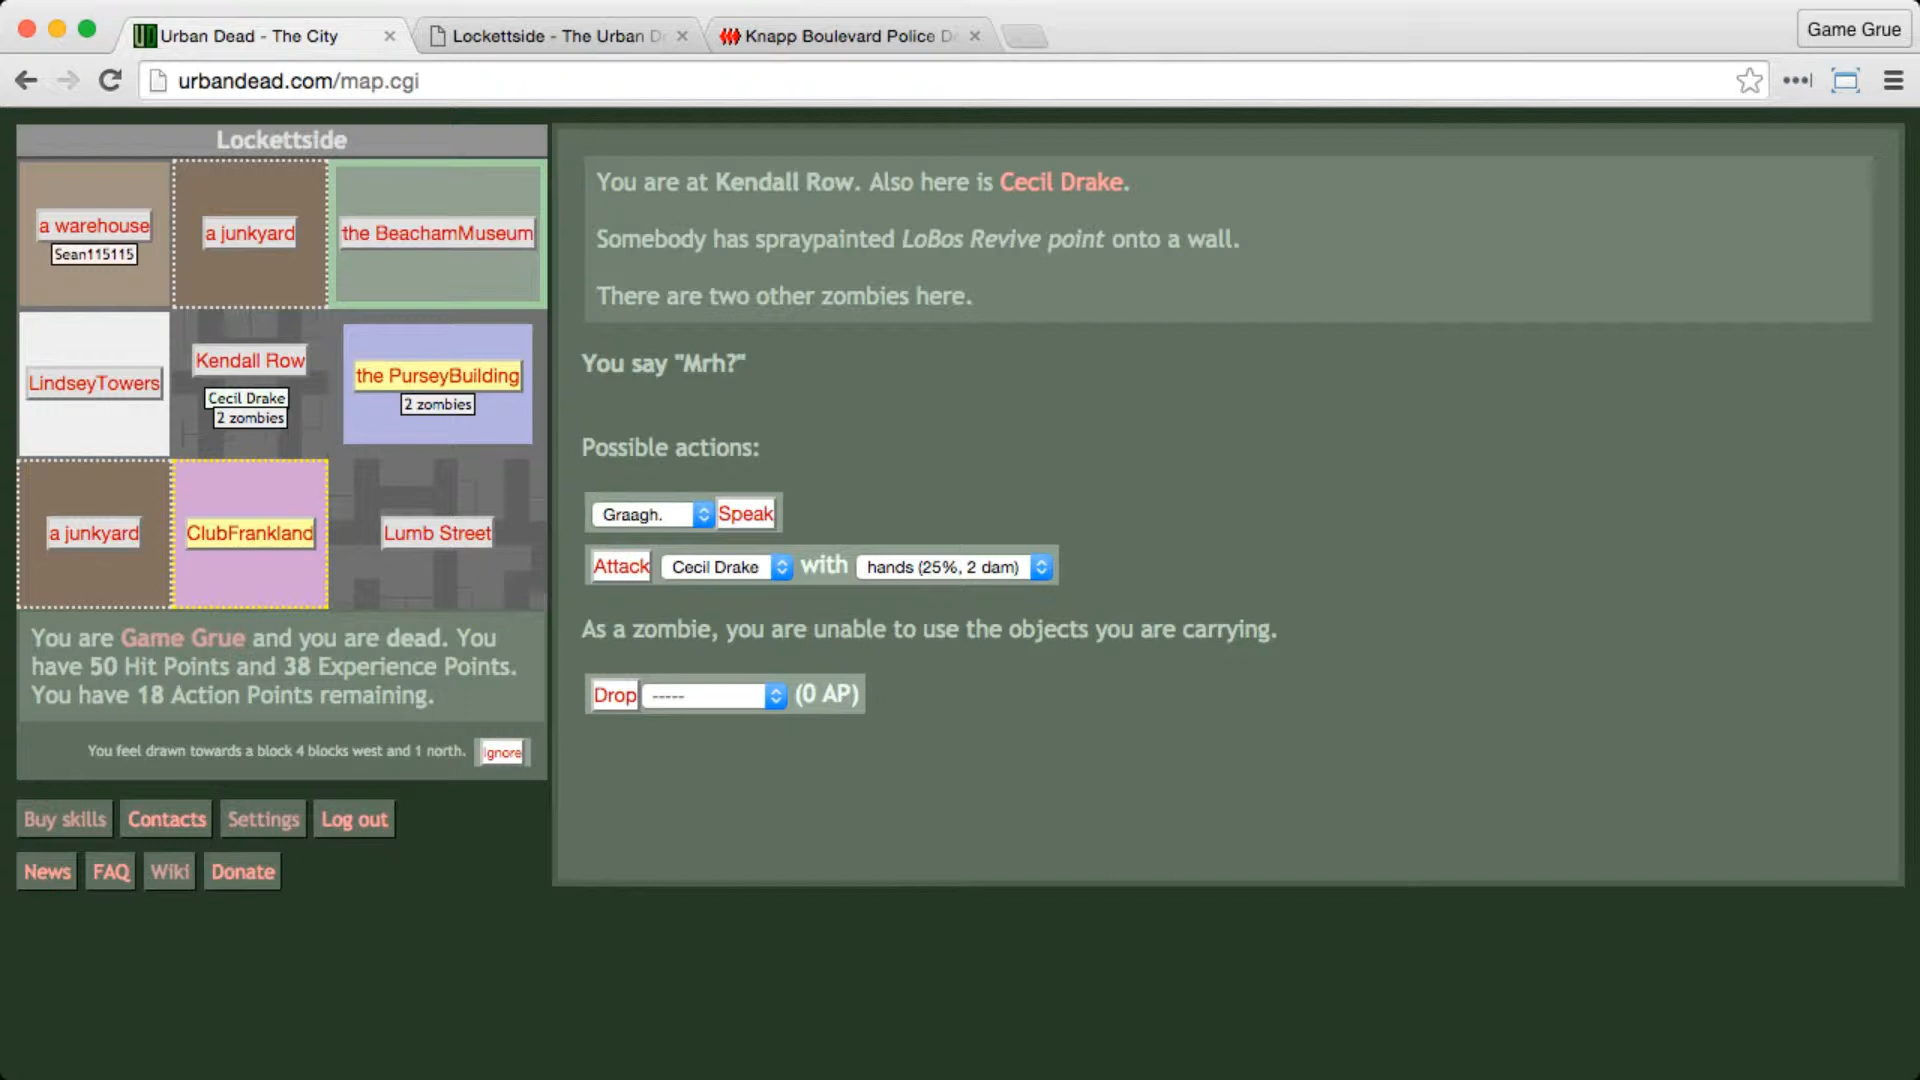 Urban Dead - The City
Lockettside - The Urban D
Knapp Boulevard Police D
Game Grue
urbandead.com/map.cgi
Lockettside
a warehouse
Sean115115
a junkyard
the BeachamMuseum
LindseyTowers
Kendall Row
Cecil Drake
2 zombies
the PurseyBuilding
2 zombies
a junkyard
ClubFrankland
Lumb Street
You are Game Grue and you are dead. You
have 50 Hit Points and 38 Experience Points.
You have 18 Action Points remaining.
You feel drawn towards a block 4 blocks west and 1 north. Ignore
Buy skills Contacts Settings Log out
News FAQ Wiki Donate
You are at Kendall Row. Also here is Cecil Drake.
Somebody has spraypainted LoBos Revive point onto a wall.
There are two other zombies here.
You say "Mrh?"
Possible actions:
Graagh. Speak
Attack Cecil Drake with hands (25%, 2 dam)
As a zombie, you are unable to use the objects you are carrying.
Drop ----- (0 AP)